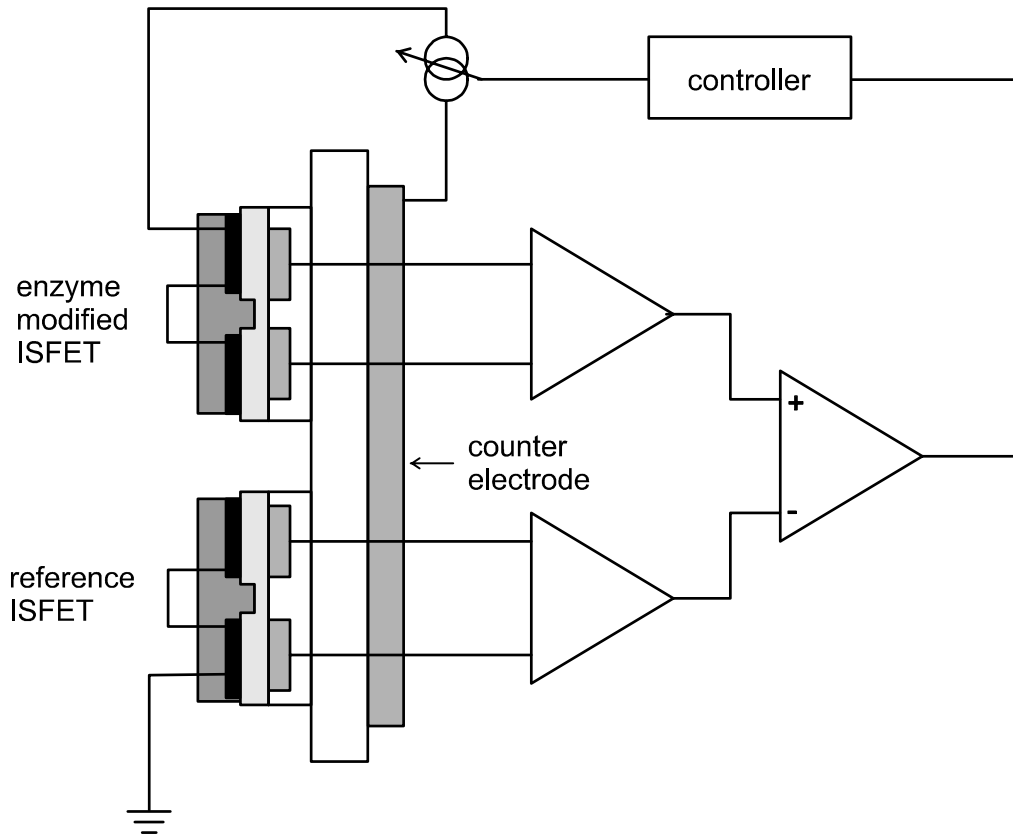 controller
enzyme
modified
ISFET
counter
electrode
+
-
reference
ISFET